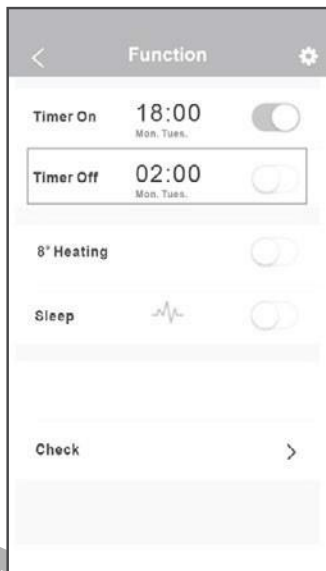 Function
Timer On 18:00
Mon. Tues.
Timer Off 02:00
Mon. Tues.
8° Heating
Sleep
Check